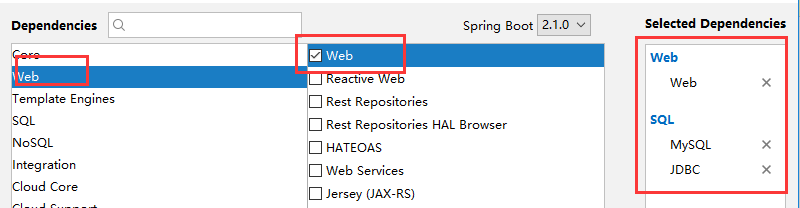 Dependencies
Spring Boot 2.1.0
Selected Dependencies
Core
Web
Template Engines
SQL
NoSQL
Integration
Cloud Core
Cloud Support
Web
Reactive Web
Rest Repositories
Rest Repositories HAL Browser
HATEOAS
Web Services
Jersey (JAX-RS)
Web
Web
SQL
MySQL
JDBC